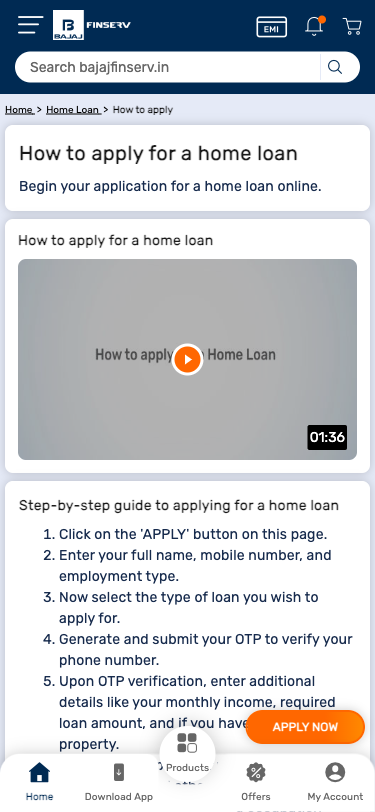 B
BAJAJ
FINSERV
EMI
Search bajajfinserv.in
Home > Home Loan > How to apply
How to apply for a home loan
Begin your application for a home loan online.
How to apply for a home loan
How to apply Home Loan
01:36
Step-by-step guide to applying for a home loan
1. Click on the 'APPLY' button on this page.
2. Enter your full name, mobile number, and
employment type.
3. Now select the type of loan you wish to
apply for.
4. Generate and submit your OTP to verify your
phone number.
5. Upon OTP verification, enter additional
details like your monthly income, required
loan amount, and if you have
property.
APPLY NOW
Products
Home
Download App
Offers
My Account